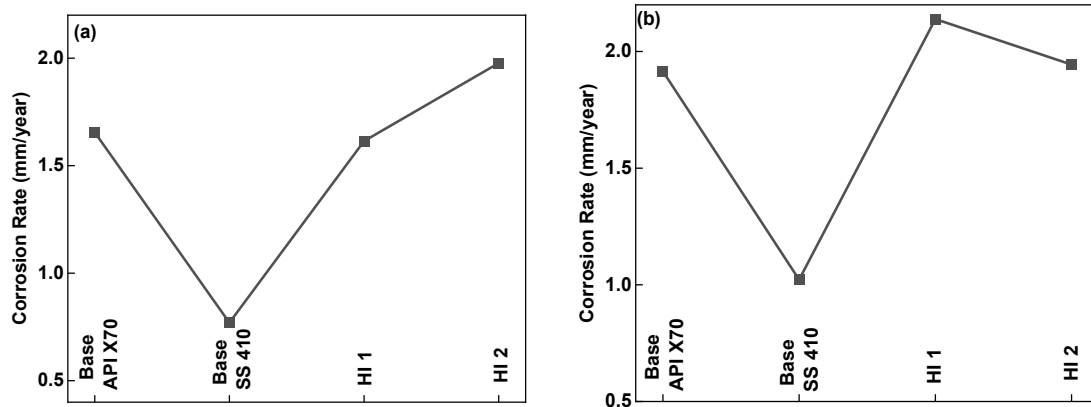 (a)
Corrosion Rate (mm/year)
2.0
1.5
1.0
0.5
Base
API X70
Base
SS 410
HI 1
HI 2
(b)
Corrosion Rate (mm/year)
2.0
1.5
1.0
0.5
Base
API X70
Base
SS 410
HI 1
HI 2